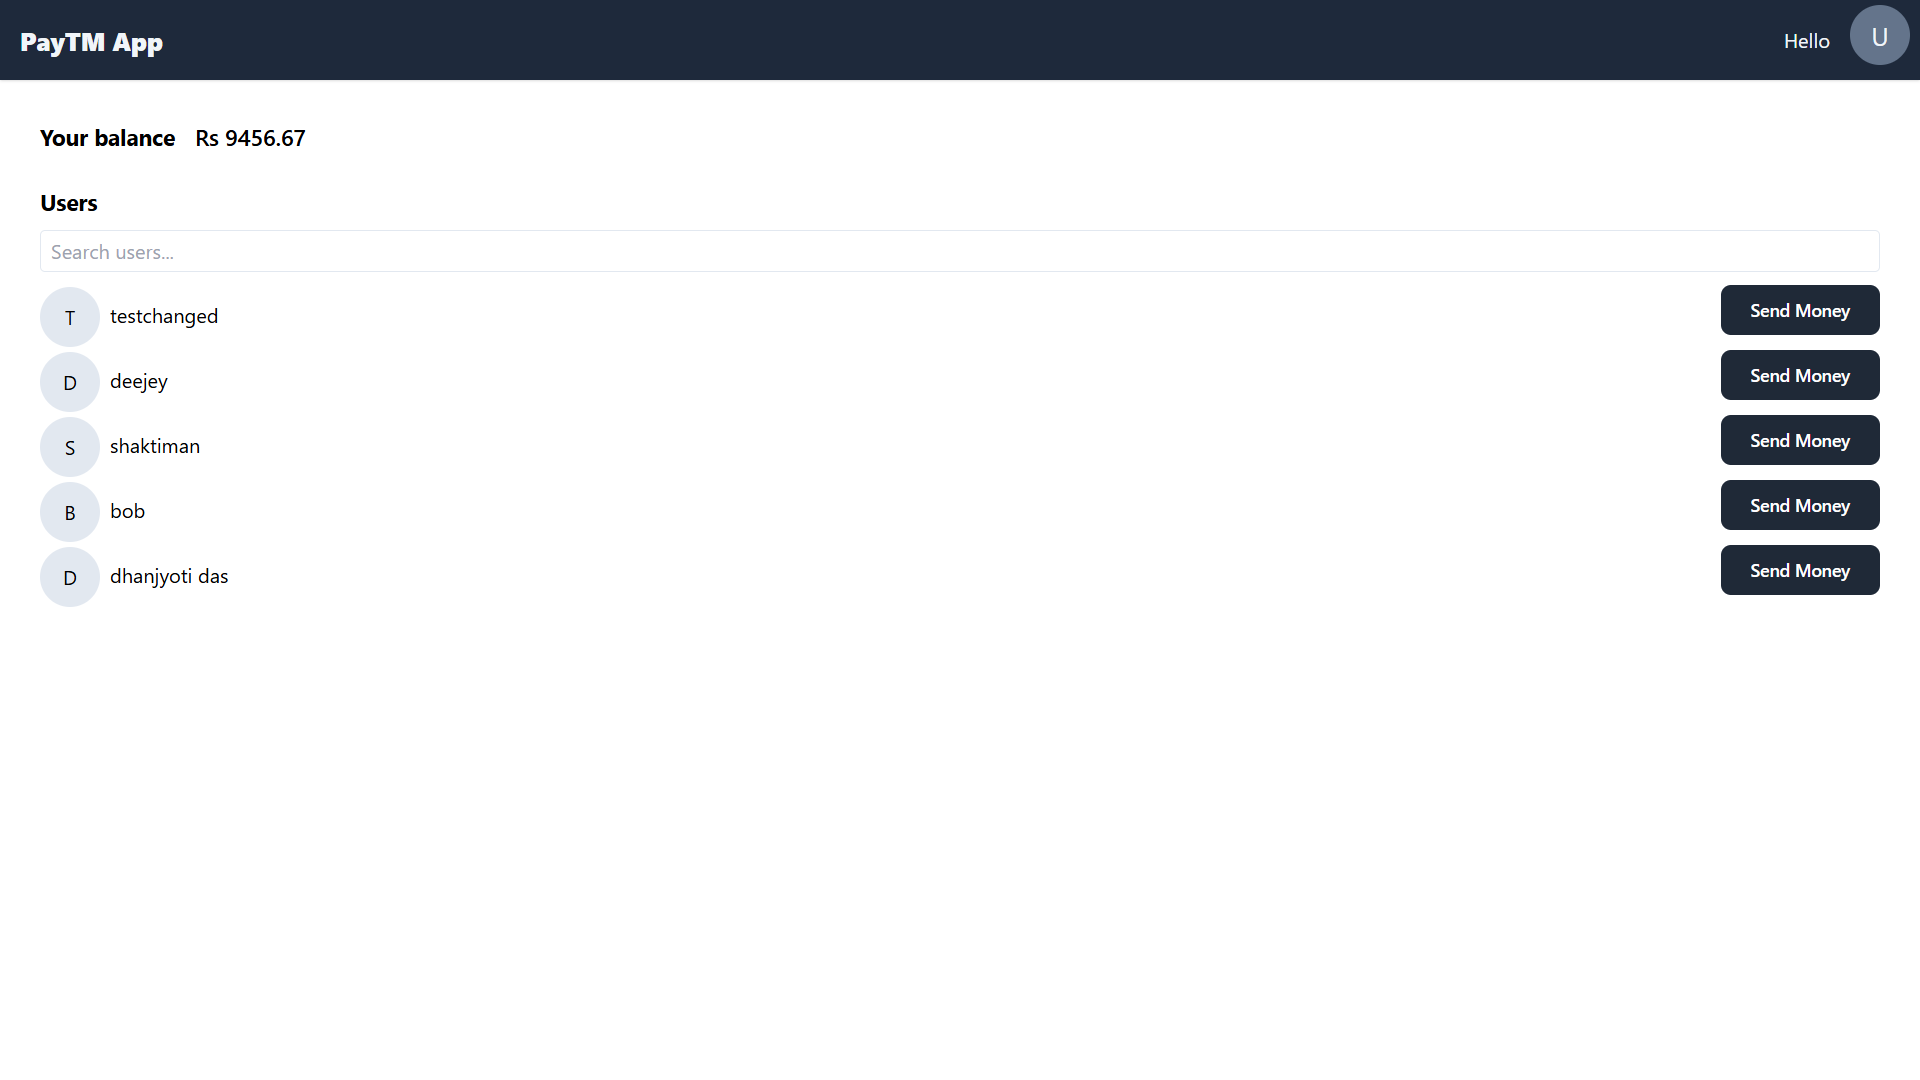 PayTM App
Hello U
Your balance Rs 9456.67
Users
Search users...
T testchanged Send Money
D deejey Send Money
S shaktiman Send Money
B bob Send Money
D dhanjyoti das Send Money